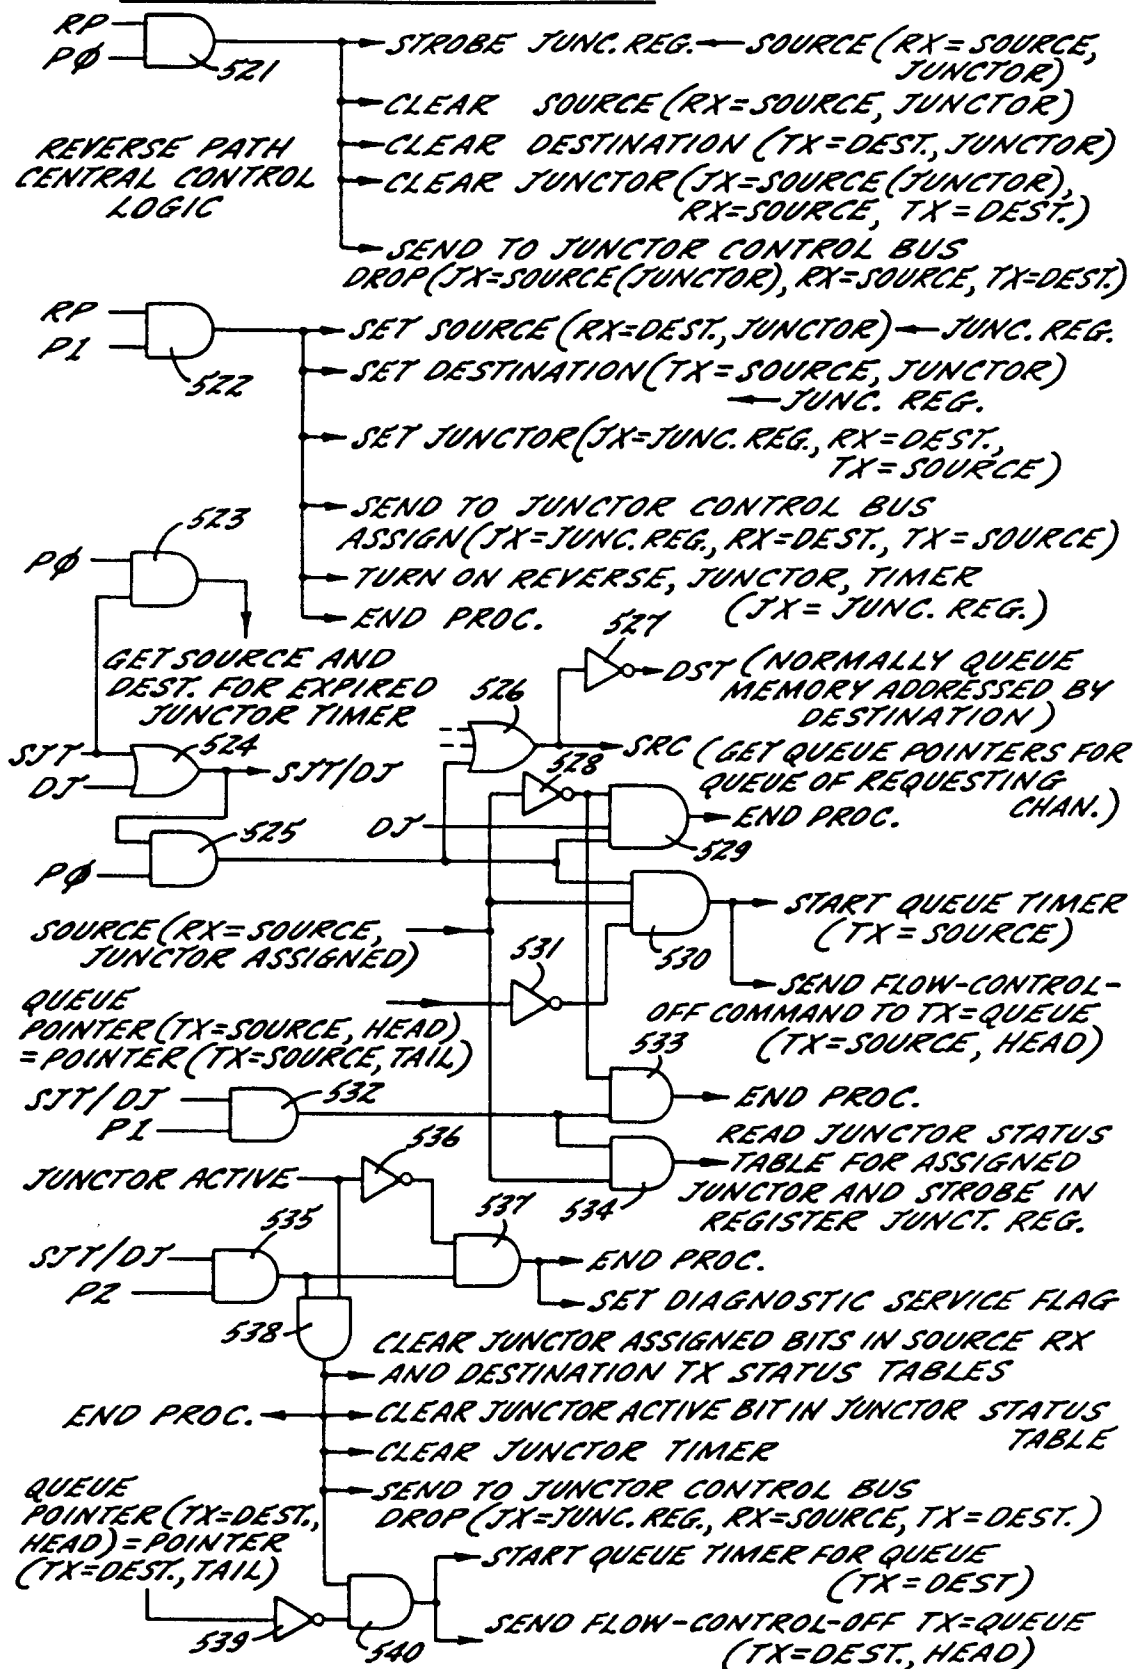 RP
PØ
521
STROBE JUNC. REG. ← SOURCE (RX=SOURCE,
JUNCTOR)
CLEAR SOURCE (RX=SOURCE, JUNCTOR)
CLEAR DESTINATION (TX=DEST., JUNCTOR)
CLEAR JUNCTOR (JX=SOURCE (JUNCTOR),
RX=SOURCE, TX=DEST.)
SEND TO JUNCTOR CONTROL BUS
DROP (JX=SOURCE (JUNCTOR), RX=SOURCE, TX=DEST.)
REVERSE PATH
CENTRAL CONTROL
LOGIC
RP
P1
522
SET SOURCE (RX=DEST., JUNCTOR) ← JUNC. REG.
SET DESTINATION (TX=SOURCE, JUNCTOR)
← JUNC. REG.
SET JUNCTOR (JX=JUNC. REG., RX=DEST.,
TX=SOURCE)
SEND TO JUNCTOR CONTROL BUS
ASSIGN (JX=JUNC. REG., RX=DEST., TX=SOURCE)
TURN ON REVERSE, JUNCTOR, TIMER
(JX=JUNC. REG.)
END PROC.
523
PØ
GET SOURCE AND
DEST. FOR EXPIRED
JUNCTOR TIMER
527
DST (NORMALLY QUEUE
MEMORY ADDRESSED BY
DESTINATION)
526
SJT
DJ
524
SJT/DJ
SRC (GET QUEUE POINTERS FOR
QUEUE OF REQUESTING
CHAN.)
528
DJ
END PROC.
529
525
PØ
START QUEUE TIMER
(TX=SOURCE)
530
SOURCE (RX=SOURCE,
JUNCTOR ASSIGNED)
531
SEND FLOW-CONTROL-
OFF COMMAND TO TX=QUEUE
(TX=SOURCE, HEAD)
QUEUE
POINTER (TX=SOURCE, HEAD)
= POINTER (TX=SOURCE, TAIL)
533
END PROC.
SJT/DJ
P1
532
READ JUNCTOR STATUS
TABLE FOR ASSIGNED
JUNCTOR AND STROBE IN
REGISTER JUNCT. REG.
534
JUNCTOR ACTIVE
536
537
SJT/DJ
P2
535
END PROC.
SET DIAGNOSTIC SERVICE FLAG
538
CLEAR JUNCTOR ASSIGNED BITS IN SOURCE RX
AND DESTINATION TX STATUS TABLES
END PROC.
CLEAR JUNCTOR ACTIVE BIT IN JUNCTOR STATUS
TABLE
CLEAR JUNCTOR TIMER
SEND TO JUNCTOR CONTROL BUS
DROP (JX=JUNC. REG., RX=SOURCE, TX=DEST.)
QUEUE
POINTER (TX=DEST.,
HEAD) = POINTER
(TX=DEST., TAIL)
START QUEUE TIMER FOR QUEUE
(TX=DEST)
539
540
SEND FLOW-CONTROL-OFF TX=QUEUE
(TX=DEST., HEAD)